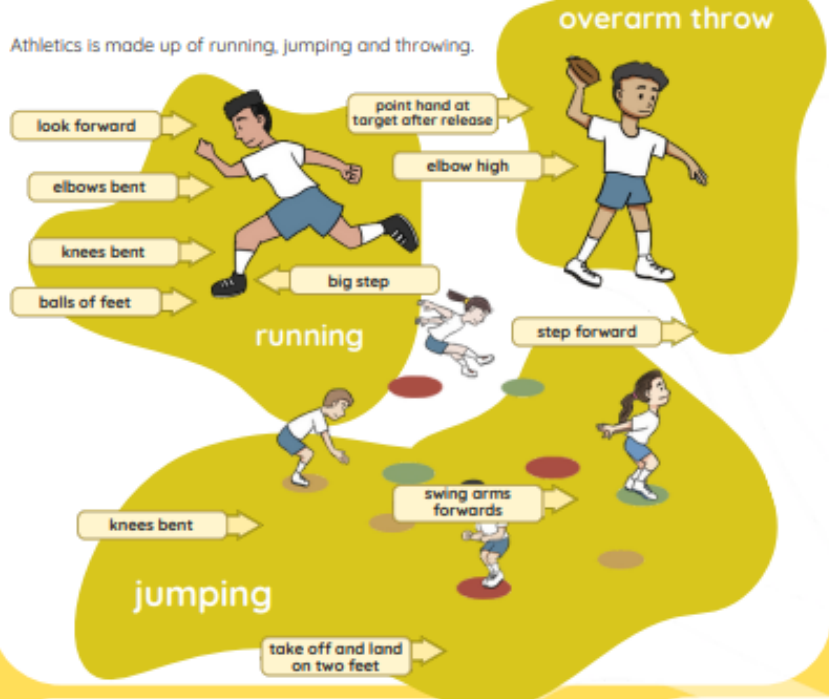 overarm throw
Athletics is made up of running, jumping and throwing.
look forward
elbows bent
knees bent
balls of feet
big step
running
point hand at
target after release
elbow high
step forward
swing arms
forwards
knees bent
jumping
take off and land
on two feet